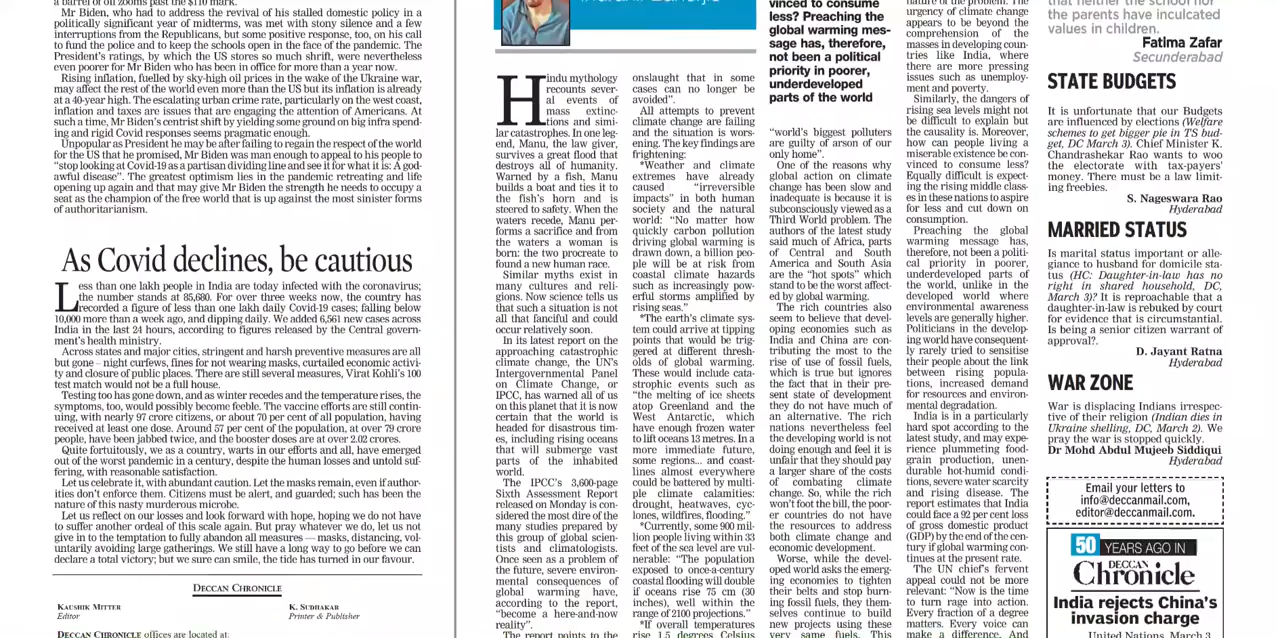 a barrel of oil zooms past the $110 mark.
Mr Biden, who had to address the revival of his stalled domestic policy in a
politically significant year of midterms, was met with stony silence and a few
interruptions from the Republicans, but some positive response, too, on his call
to fund the police and to keep the schools open in the face of the pandemic. The
President's ratings, by which the US stores so much shrift, were nevertheless
even poorer for Mr Biden who has been in office for more than a year now.
Rising inflation, fuelled by sky-high oil prices in the wake of the Ukraine war,
may affect the rest of the world even more than the US but its inflation is already
at a 40-year high. The escalating urban crime rate, particularly on the west coast,
inflation and taxes are issues that are engaging the attention of Americans. At
such a time, Mr Biden's centrist shift by yielding some ground on big infra spend-
ing and rigid Covid responses seems pragmatic enough.
Unpopular as President he may be after failing to regain the respect of the world
for the US that he promised, Mr Biden was man enough to appeal to his people to
"stop looking at Covid-19 as a partisan dividing line and see it for what it is: A god-
awful disease". The greatest optimism lies in the pandemic retreating and life
opening up again and that may give Mr Biden the strength he needs to occupy a
seat as the champion of the free world that is up against the most sinister forms
of authoritarianism.
As Covid declines, be cautious
Less than one lakh people in India are today infected with the coronavirus;
the number stands at 85,680. For over three weeks now, the country has
recorded a figure of less than one lakh daily Covid-19 cases; falling below
10,000 more than a week ago, and dipping daily. We added 6,561 new cases across
India in the last 24 hours, according to figures released by the Central govern-
ment's health ministry.
Across states and major cities, stringent and harsh preventive measures are all
but gone – night curfews, fines for not wearing masks, curtailed economic activi-
ty and closure of public places. There are still several measures, Virat Kohli's 100
test match would not be a full house.
Testing too has gone down, and as winter recedes and the temperature rises, the
symptoms, too, would possibly become feeble. The vaccine efforts are still contin-
uing, with nearly 97 crore citizens, or about 70 per cent of all population, having
received at least one dose. Around 57 per cent of the population, at over 79 crore
people, have been jabbed twice, and the booster doses are at over 2.02 crores.
Quite fortuitously, we as a country, warts in our efforts and all, have emerged
out of the worst pandemic in a century, despite the human losses and untold suf-
fering, with reasonable satisfaction.
Let us celebrate it, with abundant caution. Let the masks remain, even if author-
ities don't enforce them. Citizens must be alert, and guarded; such has been the
nature of this nasty murderous microbe.
Let us reflect on our losses and look forward with hope, hoping we do not have
to suffer another ordeal of this scale again. But pray whatever we do, let us not
give in to the temptation to fully abandon all measures — masks, distancing, vol-
untarily avoiding large gatherings. We still have a long way to go before we can
declare a total victory; but we sure can smile, the tide has turned in our favour.
DECCAN CHRONICLE
KAUSHIK MITTER
Editor
K. SUDHAKAR
Printer & Publisher
DECCAN CHRONICLE offices are located at:
Hindu mythology
recounts sever-
al events of
mass extinc-
tions and simi-
lar catastrophes. In one leg-
end, Manu, the law giver,
survives a great flood that
destroys all of humanity.
Warned by a fish, Manu
builds a boat and ties it to
the fish's horn and is
steered to safety. When the
waters recede, Manu per-
forms a sacrifice and from
the waters a woman is
born: the two procreate to
found a new human race.
Similar myths exist in
many cultures and reli-
gions. Now science tells us
that such a situation is not
all that fanciful and could
occur relatively soon.
In its latest report on the
approaching catastrophic
climate change, the UN's
Intergovernmental Panel
on Climate Change, or
IPCC, has warned all of us
on this planet that it is now
certain that the world is
headed for disastrous tim-
es, including rising oceans
that will submerge vast
parts of the inhabited
world.
The IPCC's 3,600-page
Sixth Assessment Report
released on Monday is con-
sidered the most dire of the
many studies prepared by
this group of global scien-
tists and climatologists.
Once seen as a problem of
the future, severe environ-
mental consequences of
global warming have,
according to the report,
"become a here-and-now
reality".
The report points to the
onslaught that in some
cases can no longer be
avoided".
All attempts to prevent
climate change are failing
and the situation is wors-
ening. The key findings are
frightening:
*Weather and climate
extremes have already
caused "irreversible
impacts" in both human
society and the natural
world: "No matter how
quickly carbon pollution
driving global warming is
drawn down, a billion peo-
ple will be at risk from
coastal climate hazards
such as increasingly pow-
erful storms amplified by
rising seas."
*The earth's climate sys-
tem could arrive at tipping
points that would be trig-
gered at different thresh-
olds of global warming.
These would include cata-
strophic events such as
"the melting of ice sheets
atop Greenland and the
West Antarctic, which
have enough frozen water
to lift oceans 13 metres. In a
more immediate future,
some regions... and coast-
lines almost everywhere
could be battered by multi-
ple climate calamities:
drought, heatwaves, cyc-
lones, wildfires, flooding."
*Currently, some 900 mil-
lion people living within 33
feet of the sea level are vul-
nerable: "The population
exposed to once-a-century
coastal flooding will double
if oceans rise 75 cm (30
inches), well within the
range of 2100 projections."
*If overall temperatures
rise 1.5 degrees Celsius
vinced to consume
less? Preaching the
global warming mes-
sage has, therefore,
not been a political
priority in poorer,
underdeveloped
parts of the world
"world's biggest polluters
are guilty of arson of our
only home".
One of the reasons why
global action on climate
change has been slow and
inadequate is because it is
subconsciously viewed as a
Third World problem. The
authors of the latest study
said much of Africa, parts
of Central and South
America and South Asia
are the "hot spots" which
stand to be the worst affect-
ed by global warming.
The rich countries also
seem to believe that devel-
oping economies such as
India and China are con-
tributing the most to the
rise of use of fossil fuels,
which is true but ignores
the fact that in their pre-
sent state of development
they do not have much of
an alternative. The rich
nations nevertheless feel
the developing world is not
doing enough and feel it is
unfair that they should pay
a larger share of the costs
of combating climate
change. So, while the rich
won't foot the bill, the poor-
er countries do not have
the resources to address
both climate change and
economic development.
Worse, while the devel-
oped world asks the emerg-
ing economies to tighten
their belts and stop burn-
ing fossil fuels, they them-
selves continue to build
new projects using these
very same fuels. This
nature of the problem. The
urgency of climate change
appears to be beyond the
comprehension of the
masses in developing coun-
tries like India, where
there are more pressing
issues such as unemploy-
ment and poverty.
Similarly, the dangers of
rising sea levels might not
be difficult to explain but
the causality is. Moreover,
how can people living a
miserable existence be con-
vinced to consume less?
Equally difficult is expect-
ing the rising middle class-
es in these nations to aspire
for less and cut down on
consumption.
Preaching the global
warming message has,
therefore, not been a politi-
cal priority in poorer,
underdeveloped parts of
the world, unlike in the
developed world where
environmental awareness
levels are generally higher.
Politicians in the develop-
ing world have consequent-
ly rarely tried to sensitise
their people about the link
between rising popula-
tions, increased demand
for resources and environ-
mental degradation.
India is in a particularly
hard spot according to the
latest study, and may expe-
rience plummeting food-
grain production, unen-
durable hot-humid condi-
tions, severe water scarcity
and rising disease. The
report estimates that India
could face a 92 per cent loss
of gross domestic product
(GDP) by the end of the cen-
tury if global warming con-
tinues at the present rate.
The UN chief's fervent
appeal could not be more
relevant: "Now is the time
to turn rage into action.
Every fraction of a degree
matters. Every voice can
make a difference. And
that neither the school nor
the parents have inculcated
values in children.
Fatima Zafar
Secunderabad
STATE BUDGETS
It is unfortunate that our Budgets
are influenced by elections (Welfare
schemes to get bigger pie in TS bud-
get, DC March 3). Chief Minister K.
Chandrashekar Rao wants to woo
the electorate with tax-payers'
money. There must be a law limit-
ing freebies.
S. Nageswara Rao
Hyderabad
MARRIED STATUS
Is marital status important or alle-
giance to husband for domicile sta-
tus (HC: Daughter-in-law has no
right in shared household, DC,
March 3)? It is reproachable that a
daughter-in-law is rebuked by court
for evidence that is circumstantial.
Is being a senior citizen warrant of
approval?.
D. Jayant Ratna
Hyderabad
WAR ZONE
War is displacing Indians irrespec-
tive of their religion (Indian dies in
Ukraine shelling, DC, March 2). We
pray the war is stopped quickly.
Dr Mohd Abdul Mujeeb Siddiqui
Hyderabad
Email your letters to
info@deccanmail.com,
editor@deccanmail.com.
50 YEARS AGO IN
DECCAN
Chronicle
India rejects China's
invasion charge
United Nations, March 3